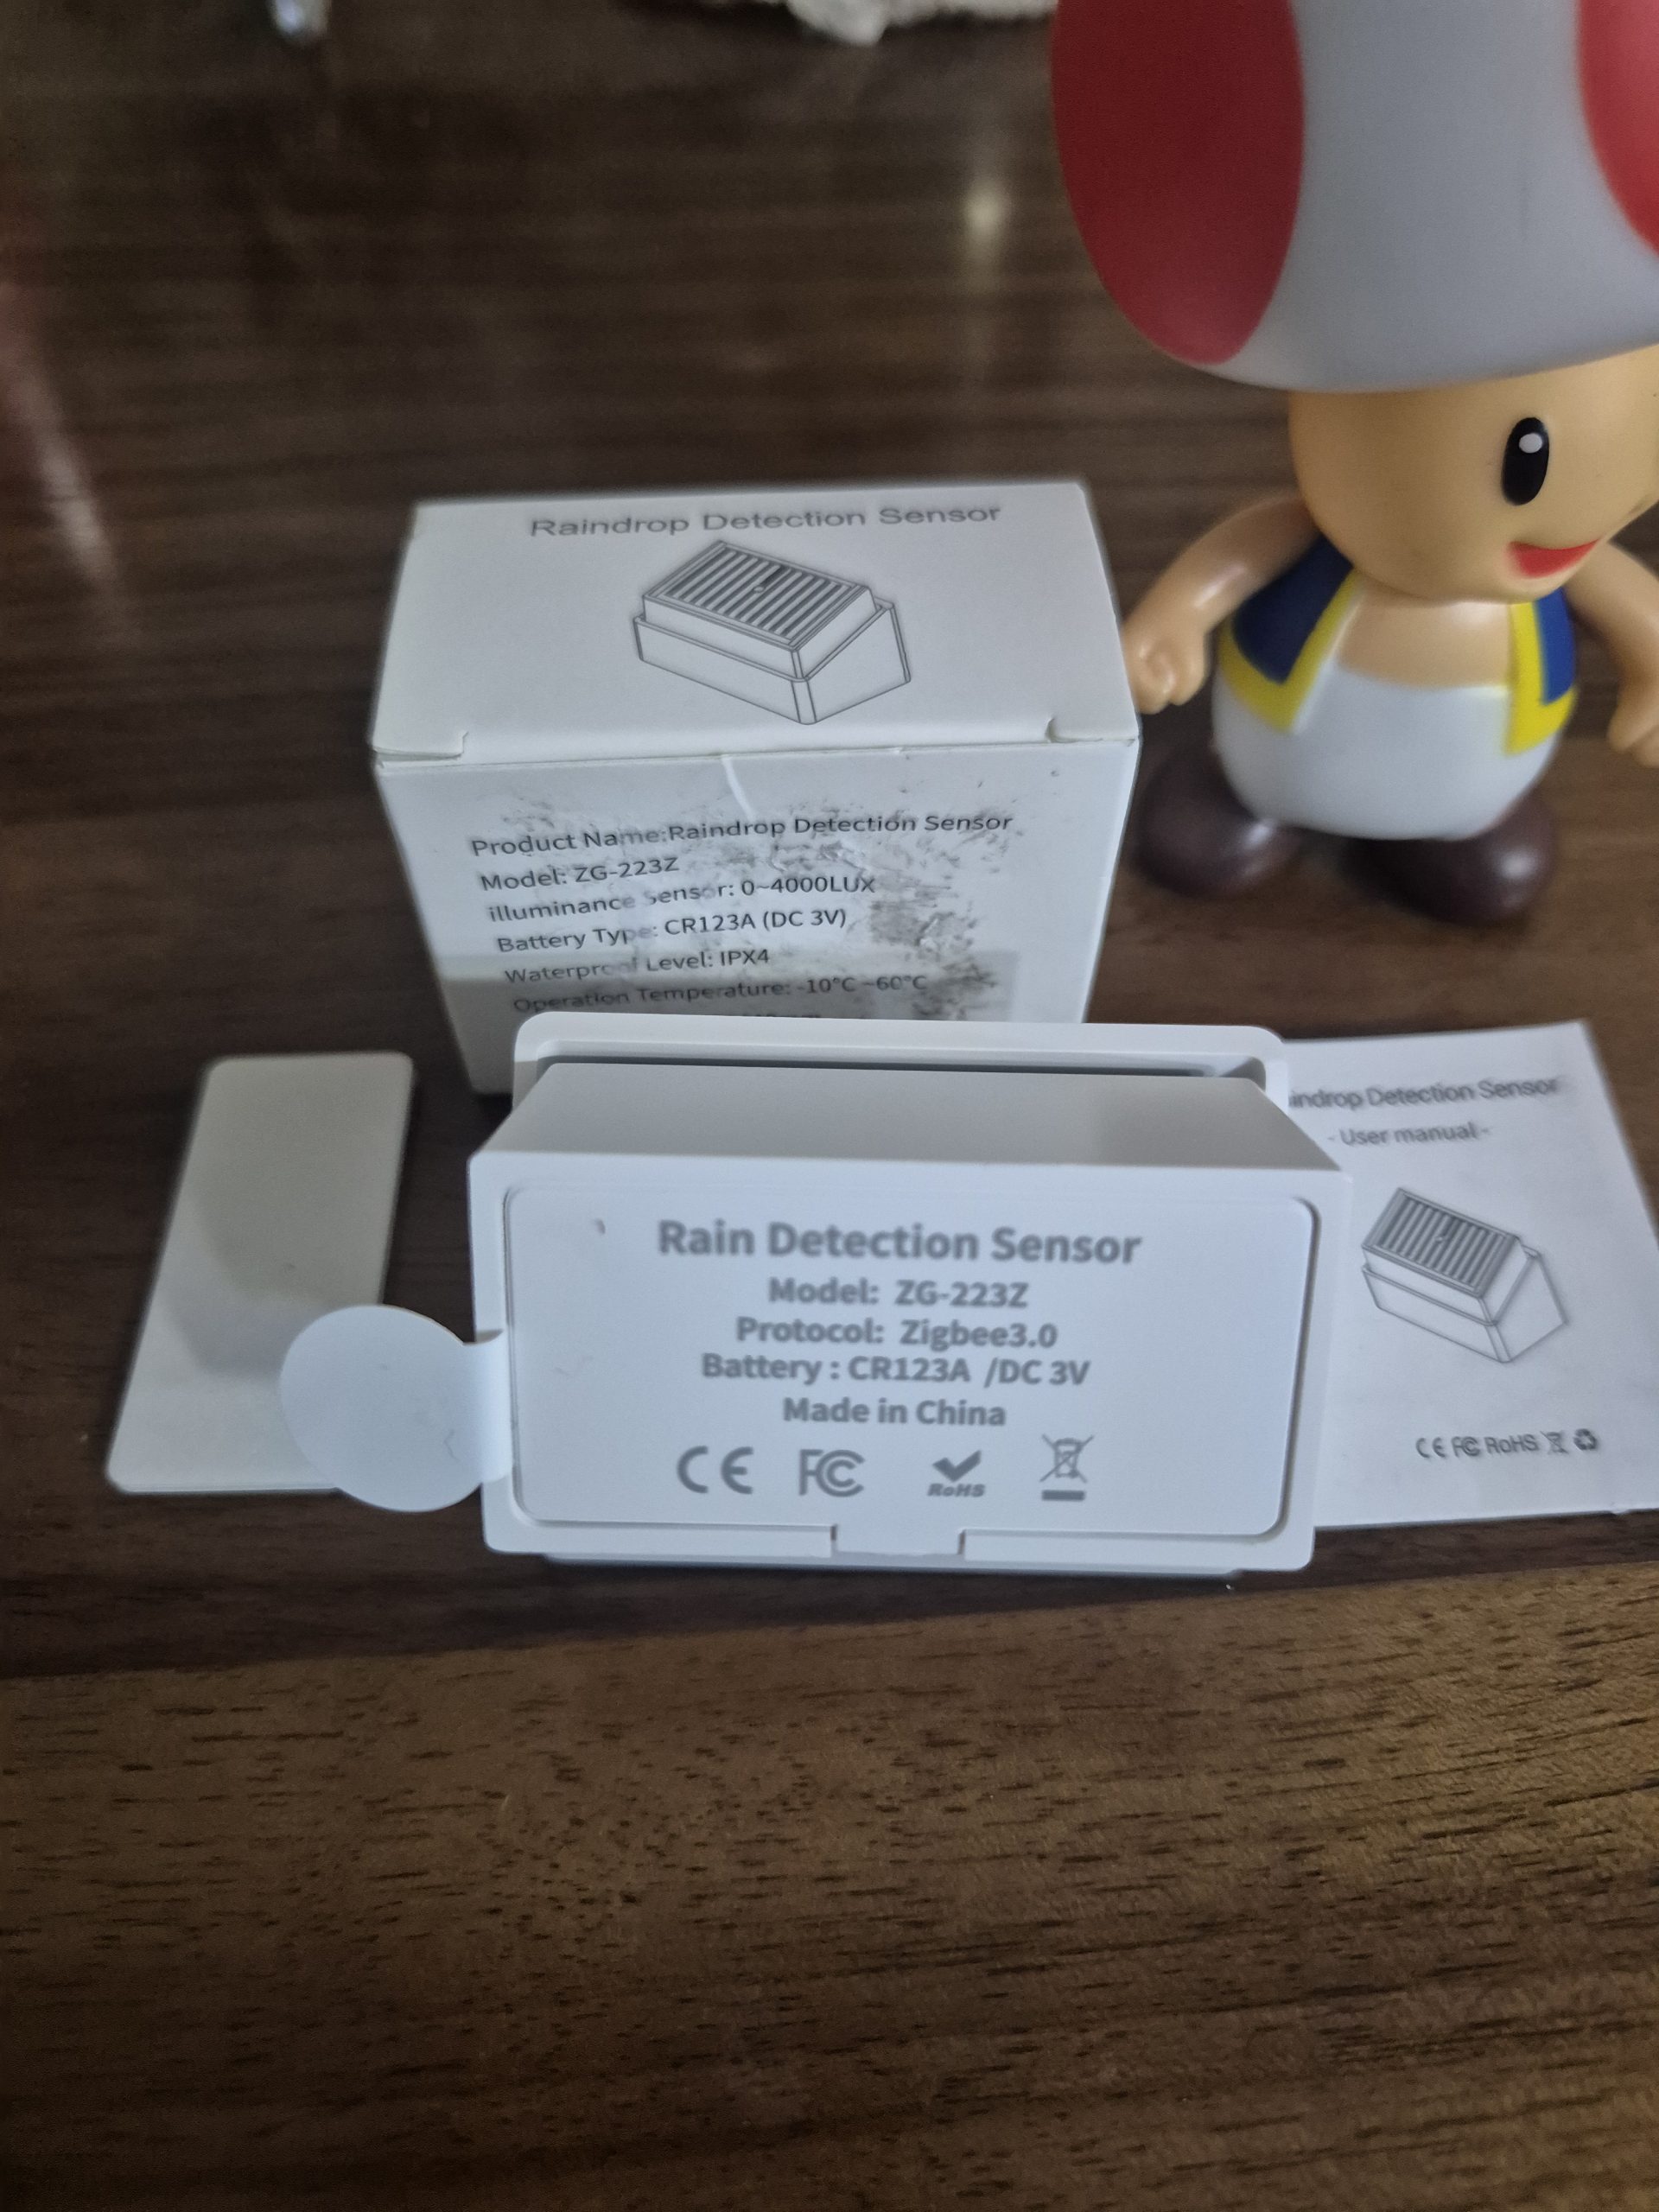 Raindrop Detection Sensor
Product Name:Raindrop Detection Sensor
Model: ZG-223Z
illuminance Sensor: 0~4000LUX
Battery Type: CR123A (DC 3V)
Waterproof Level: IPX4
Operation Temperature: -10°C ~60°C
Rain Detection Sensor
Model: ZG-223Z
Protocol: Zigbee3.0
Battery : CR123A /DC 3V
Made in China
CE FC RoHS
indrop Detection Sensor
- User manual -
CE FC RoHS